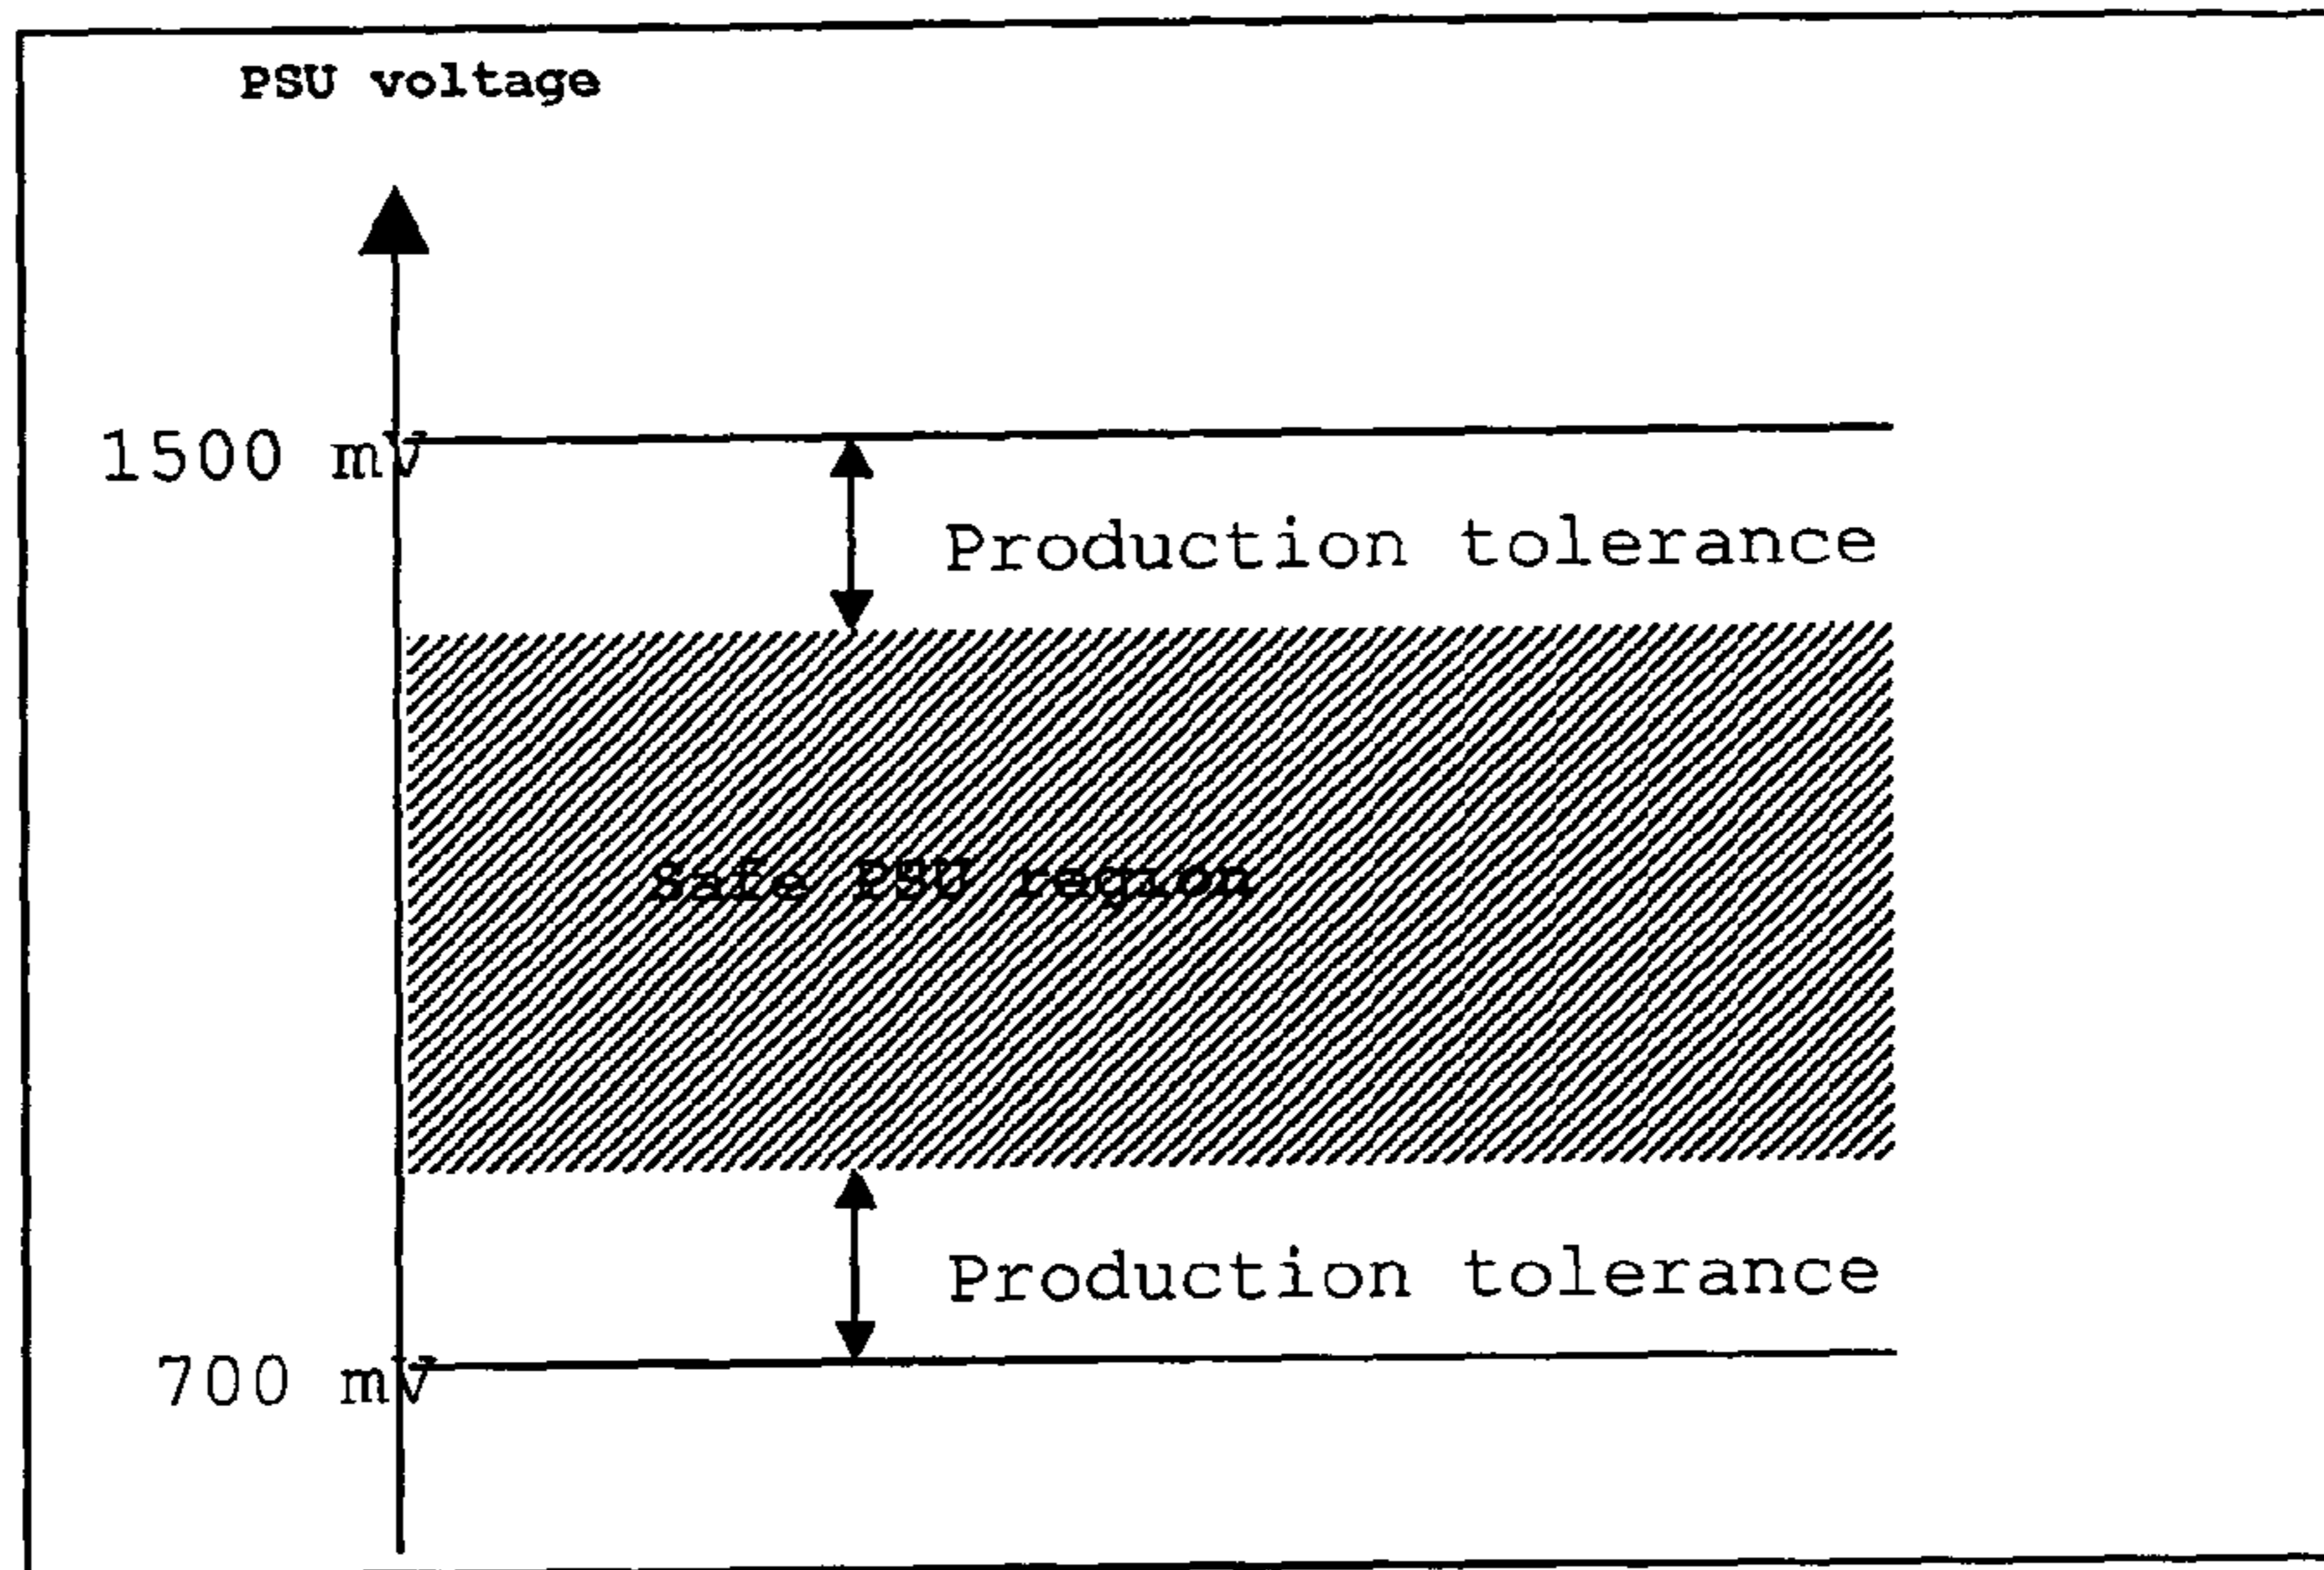 PSU voltage
1500 mV
Production tolerance
Safe PSU region
Production tolerance
700 mV